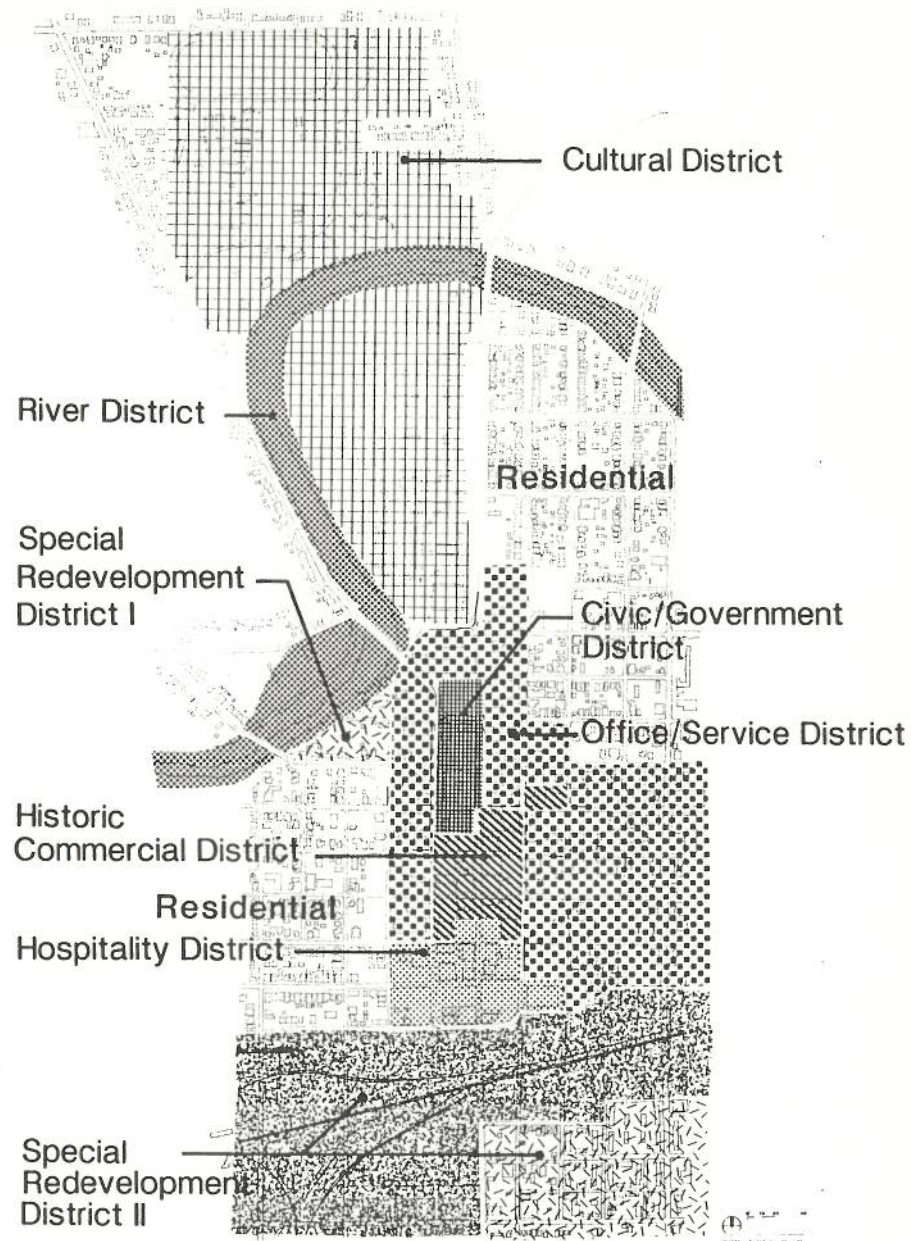 Cultural District
River District
Residential
Special
Redevelopment
District I
Civic/Government
District
Office/Service District
Historic
Commercial District
Residential
Hospitality District
Special
Redevelopment
District II